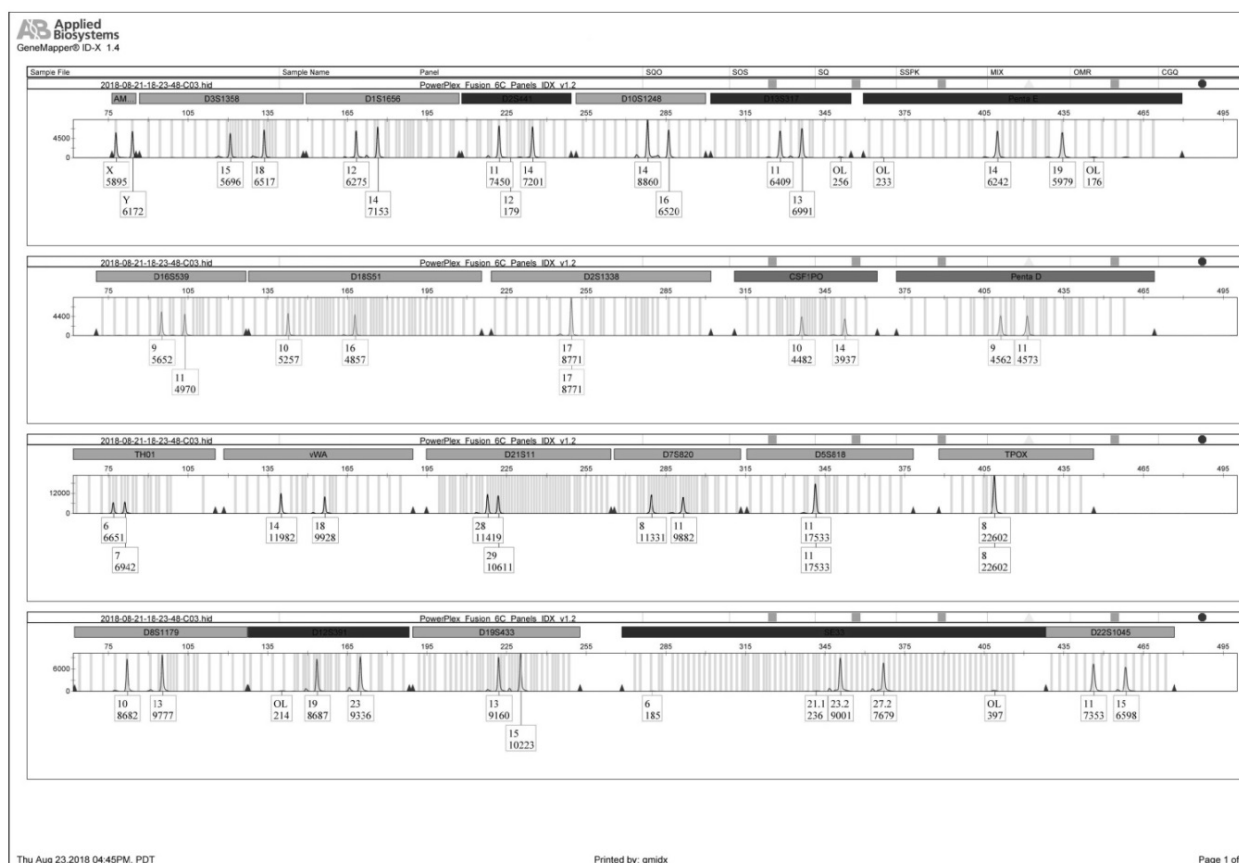 AB Applied Biosystems
GeneMapper® ID-X 1.4
Sample File Sample Name Panel SQO SOS SQ SSPK MIX OMR CGQ
2018-08-21-16-23-48-C03.hid PowerPlex_Fusion_6C_Panels_IDX_v1.2
AM D3S1358 D1S1656 D2S441 D10S1248 D13S317 Penta E
75 105 135 165 195 225 255 285 315 345 375 405 435 465 495
4500
0
X 15 18 12 11 14 14 11 OL OL 14 19 OL
5895 5696 6517 6275 7450 7201 8860 6409 256 233 6242 5979 176
Y 14 12 16 13
6172 7153 179 6520 6991
2018-08-21-16-23-48-C03.hid PowerPlex_Fusion_6C_Panels_IDX_v1.2
D16S539 D18S51 D2S1338 CSF1PO Penta D
75 105 135 165 195 225 255 285 315 345 375 405 435 465 495
4400
0
9 10 16 17 10 14 9 11
5652 5257 4857 8771 4482 3937 4562 4573
11 17
4970 8771
2018-08-21-16-23-48-C03.hid PowerPlex_Fusion_6C_Panels_IDX_v1.2
TH01 vWA D21S11 D7S820 D5S818 TPOX
75 105 135 165 195 225 255 285 315 345 375 405 435 465 495
12000
0
6 14 18 28 8 11 11 8
6651 11982 9928 11419 11331 9882 17533 22602
7 29 11 8
6942 10611 17533 22602
2018-08-21-16-23-48-C03.hid PowerPlex_Fusion_6C_Panels_IDX_v1.2
D8S1179 D12S391 D19S433 SE33 D22S1045
75 105 135 165 195 225 255 285 315 345 375 405 435 465 495
6000
0
10 13 OL 19 23 13 6 21.1 23.2 27.2 OL 11 15
8682 9777 214 8687 9336 9160 185 236 9001 7679 397 7353 6598
15
10223
Thu Aug 23,2018 04:45PM, PDT Printed by: gmidx Page 1 of